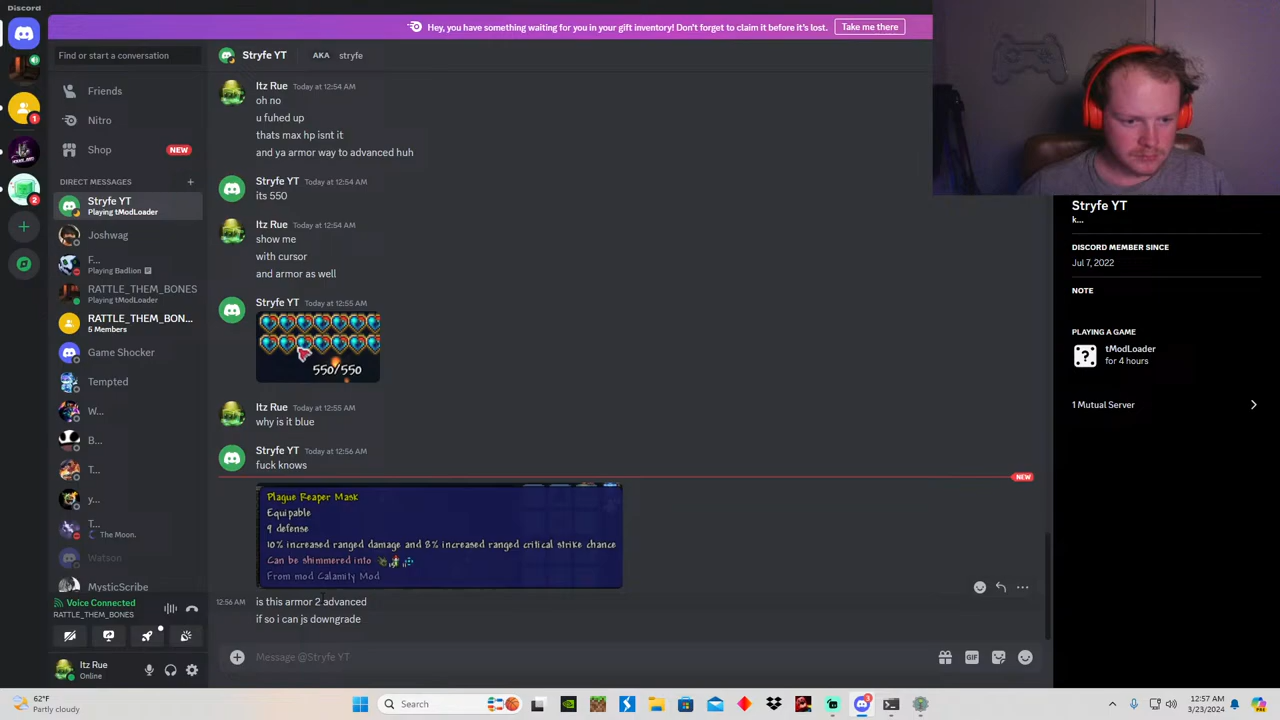 Discord
Hey, you have something waiting for you in your gift inventory! Don't forget to claim it before it's lost.
Take me there
Find or start a conversation
Stryfe YT
AKA stryfe
Friends
Nitro
Shop
NEW
DIRECT MESSAGES
Stryfe YT
Playing tModLoader
Joshwag
F...
Playing Badlion
RATTLE_THEM_BONES
Playing tModLoader
RATTLE_THEM_BON...
5 Members
Game Shocker
Tempted
W...
B...
T...
y...
T...
The Moon.
Watson
MysticScribe
Voice Connected
RATTLE_THEM_BONES
Itz Rue
Online
1
2
Itz Rue Today at 12:54 AM
oh no
u fuhed up
thats max hp isnt it
and ya armor way to advanced huh
Stryfe YT Today at 12:54 AM
its 550
Itz Rue Today at 12:54 AM
show me
with cursor
and armor as well
Stryfe YT Today at 12:55 AM
550/550
Itz Rue Today at 12:55 AM
why is it blue
Stryfe YT Today at 12:56 AM
fuck knows
NEW
Plague Reaper Mask
Equipable
9 defense
10% increased ranged damage and 8% increased ranged critical strike chance
Can be shimmered into
From mod Calamity Mod
12:56 AM is this armor 2 advanced
if so i can js downgrade
Message @Stryfe YT
GIF
Stryfe YT
k...
DISCORD MEMBER SINCE
Jul 7, 2022
NOTE
PLAYING A GAME
tModLoader
for 4 hours
1 Mutual Server
62°F
Partly cloudy
Search
12:57 AM
3/23/2024